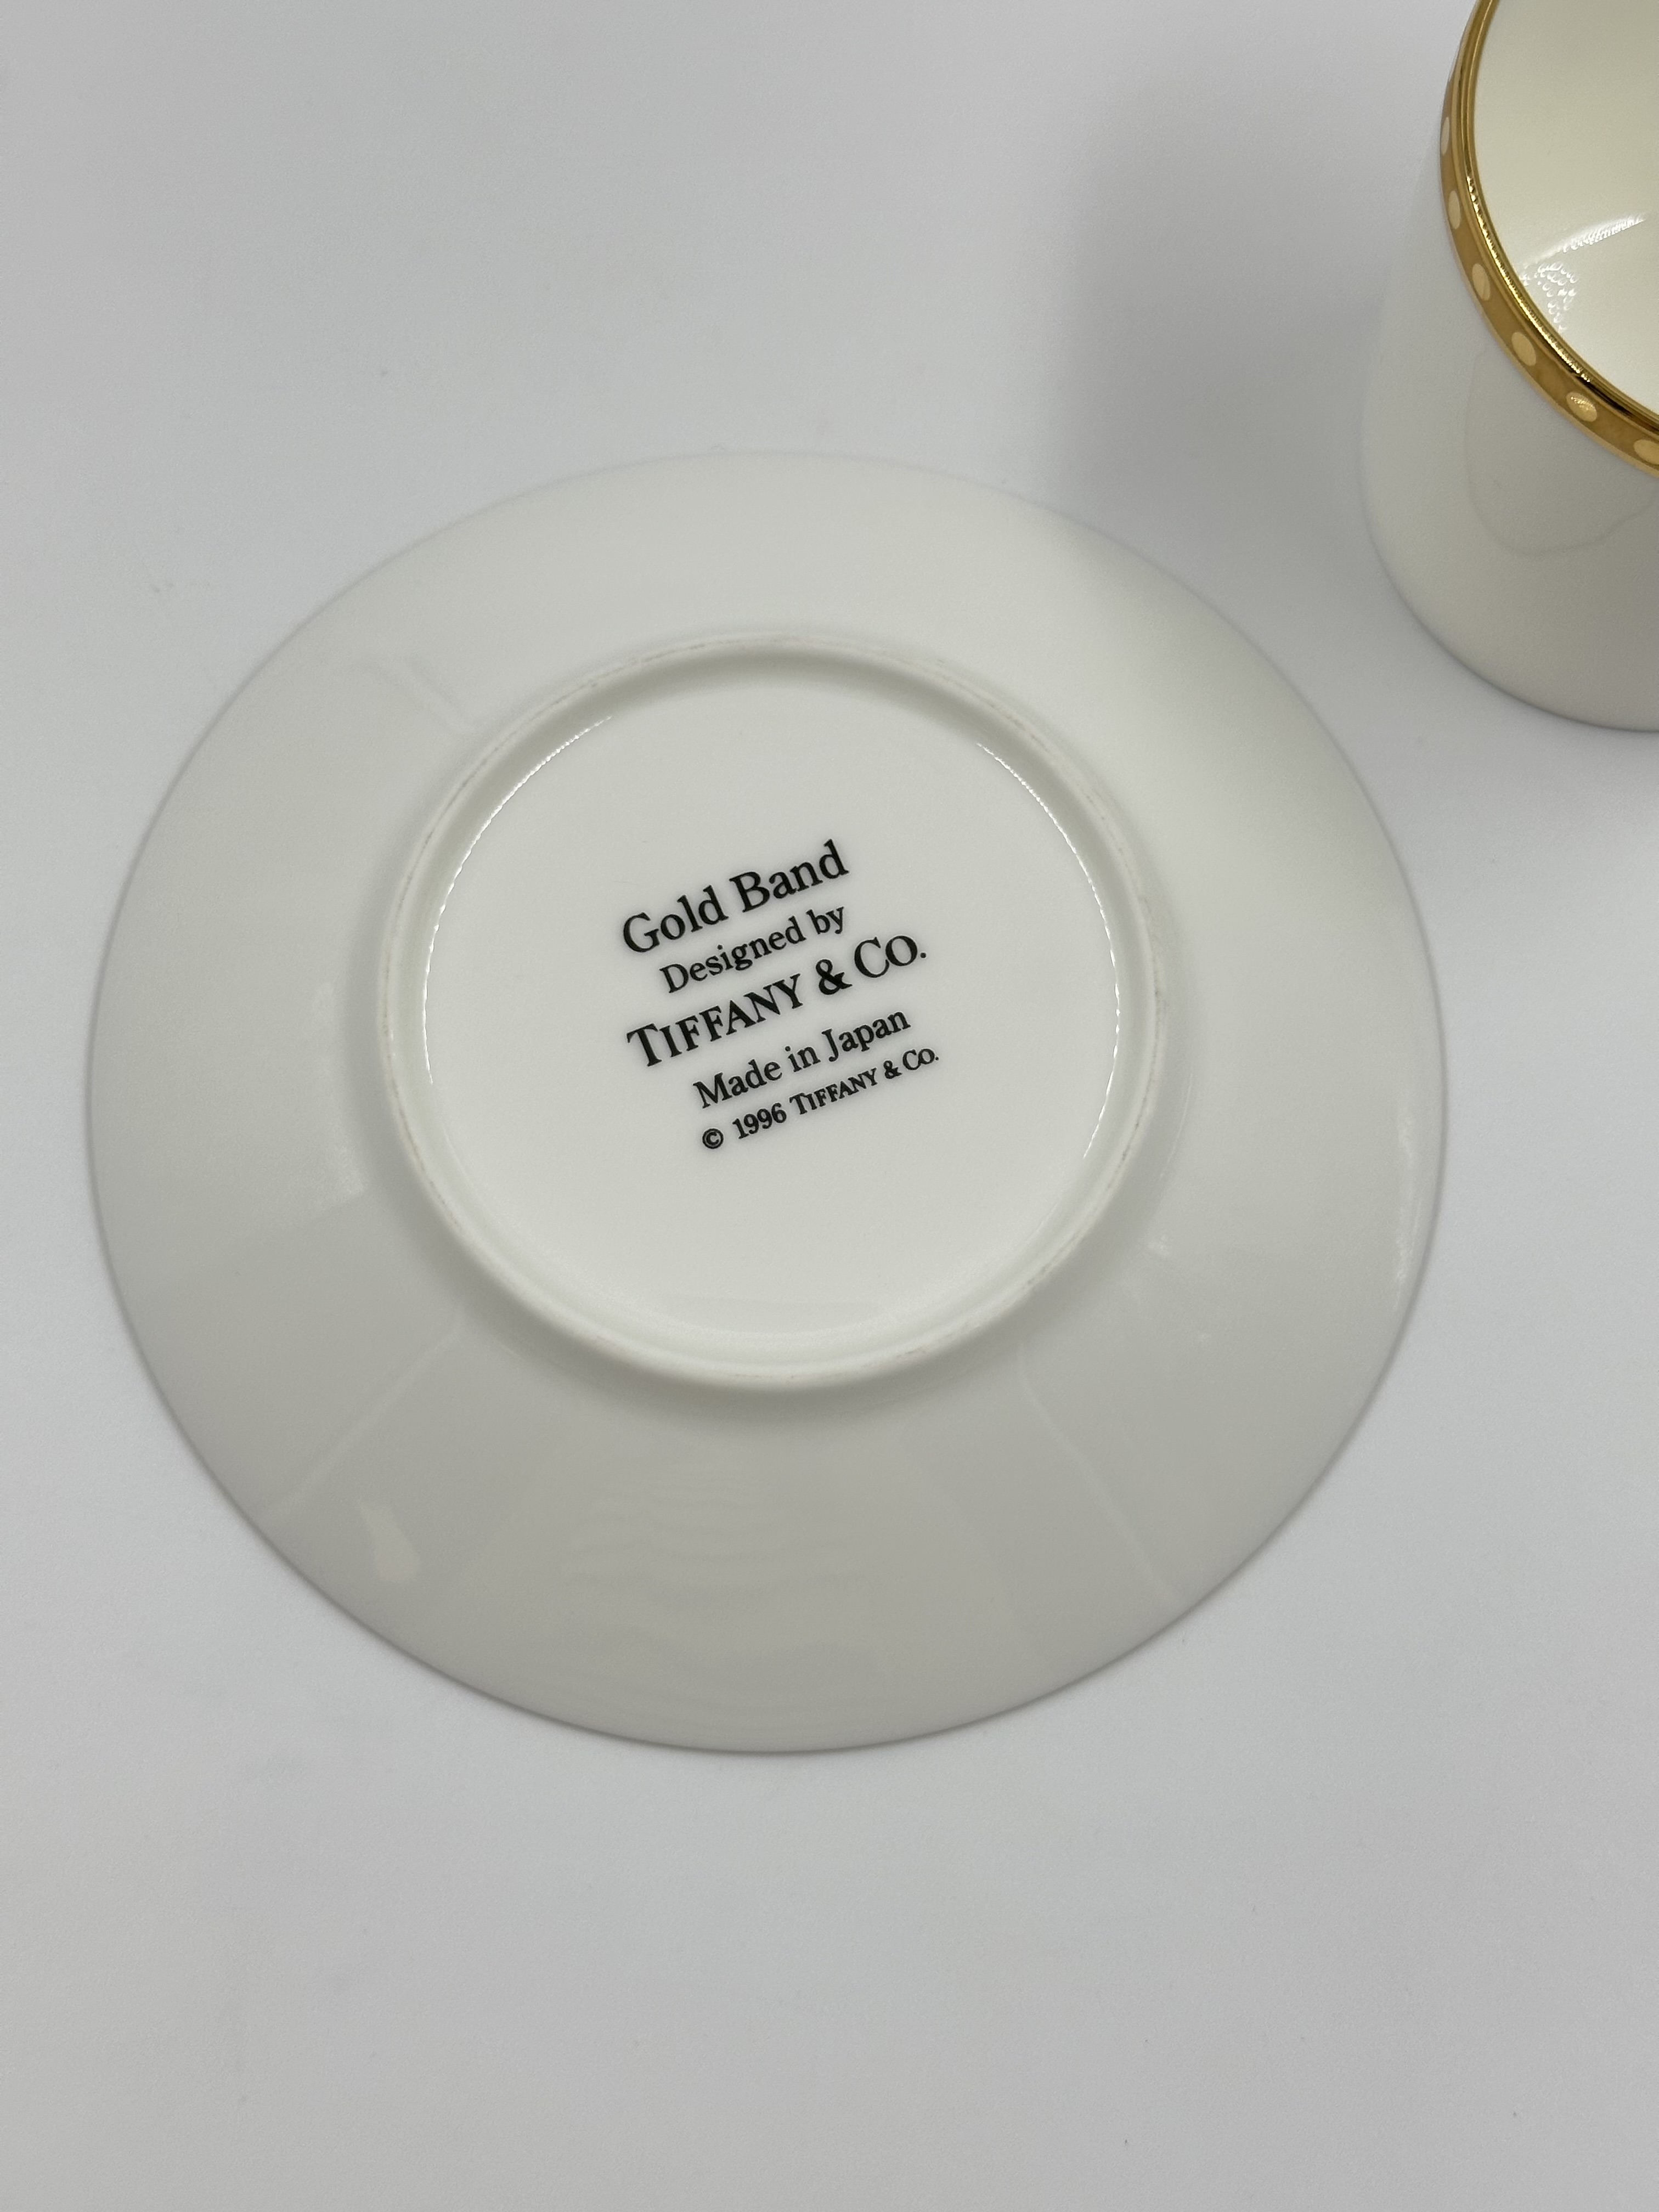 Gold Band
Designed by
TIFFANY & CO.
Made in Japan
© 1996 TIFFANY & CO.